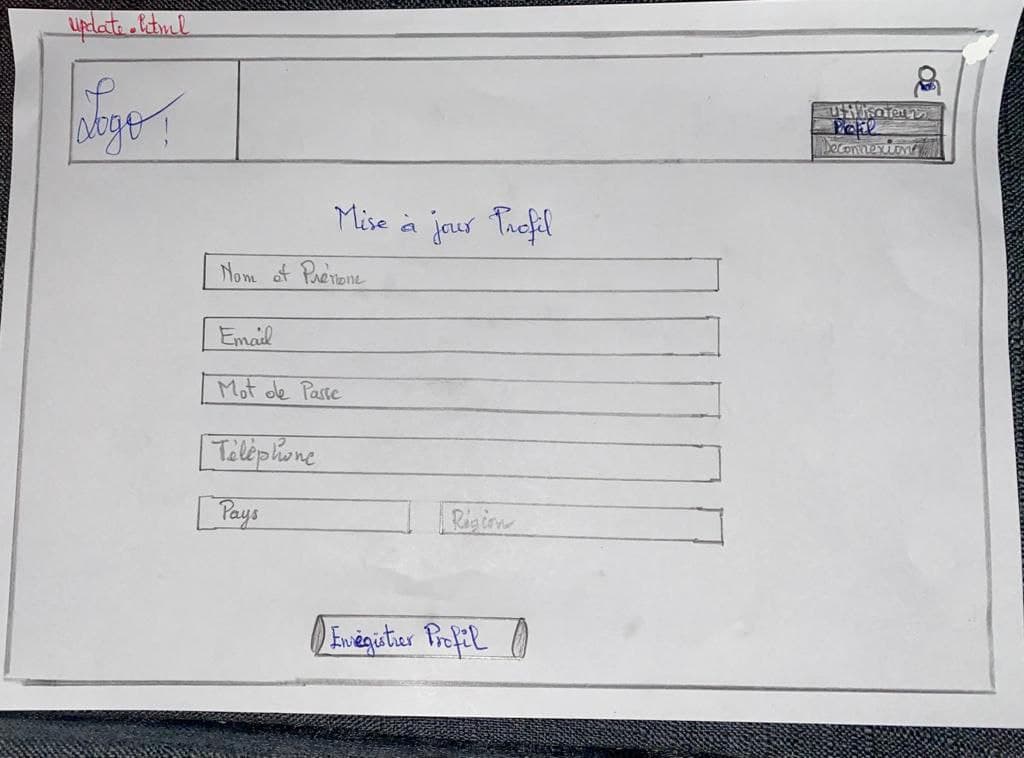 update.html
Logo!
Utilisateur
Profil
Deconnexion
Mise à jour Profil
Nom et Prénom
Email
Mot de Passe
Téléphone
Pays
Région
Enrégistrer Profil